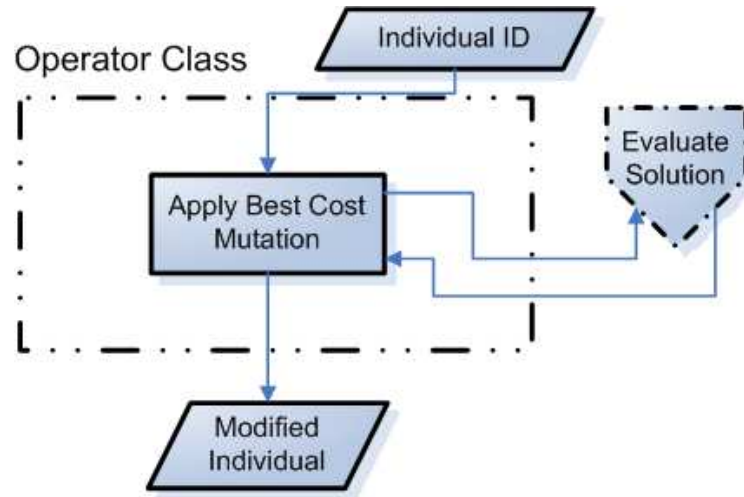 Individual ID
Operator Class
Evaluate
Solution
Apply Best Cost
Mutation
Modified
Individual